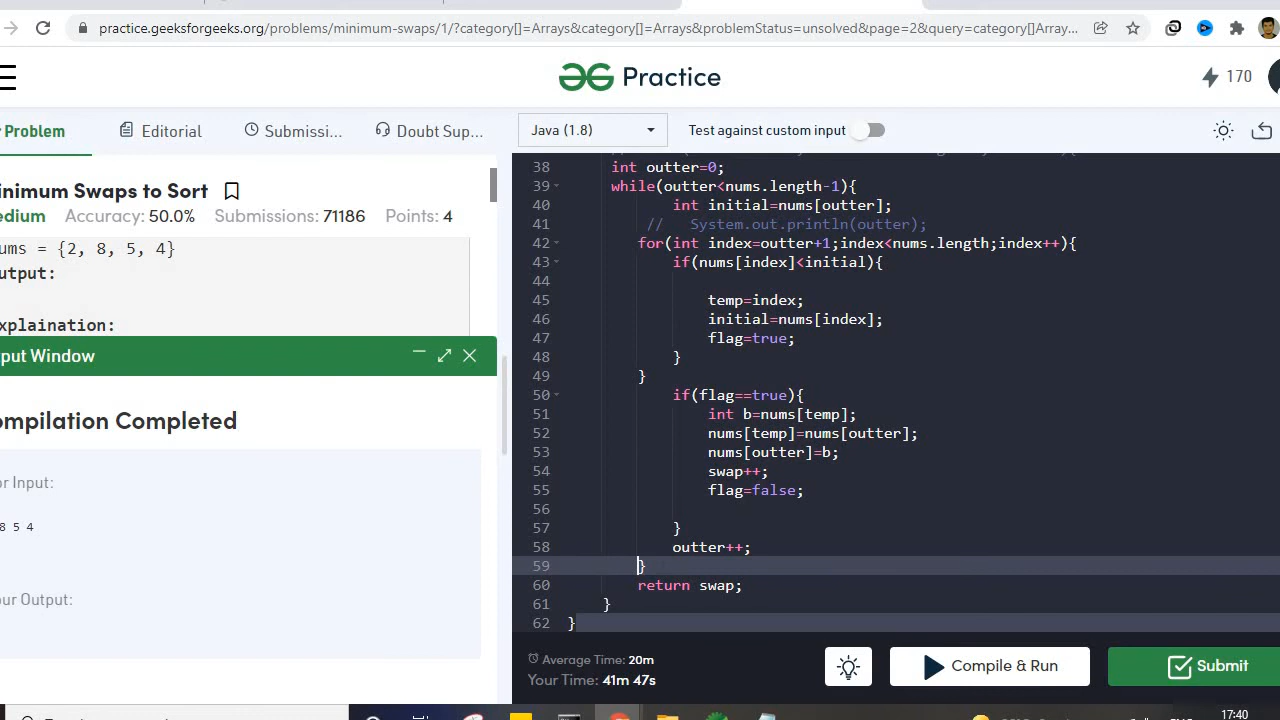 practice.geeksforgeeks.org/problems/minimum-swaps/1/?category[]=Arrays&category[]=Arrays&problemStatus=unsolved&page=2&query=category[]Array...
Practice
170
Problem
Editorial
Submissi...
Doubt Sup...
Java (1.8)
Test against custom input
inimum Swaps to Sort
edium Accuracy: 50.0% Submissions: 71186 Points: 4
ums = {2, 8, 5, 4}
utput:
xplaination:
put Window
ompilation Completed
or Input:
8 5 4
our Output:
38 int outter=0;
39 while(outter<nums.length-1){
40 int initial=nums[outter];
41 // System.out.println(outter);
42 for(int index=outter+1;index<nums.length;index++){
43 if(nums[index]<initial){
44
45 temp=index;
46 initial=nums[index];
47 flag=true;
48 }
49 }
50 if(flag==true){
51 int b=nums[temp];
52 nums[temp]=nums[outter];
53 nums[outter]=b;
54 swap++;
55 flag=false;
56
57 }
58 outter++;
59 }
60 return swap;
61 }
62 }
Average Time: 20m
Your Time: 41m 47s
Compile & Run
Submit
17:40